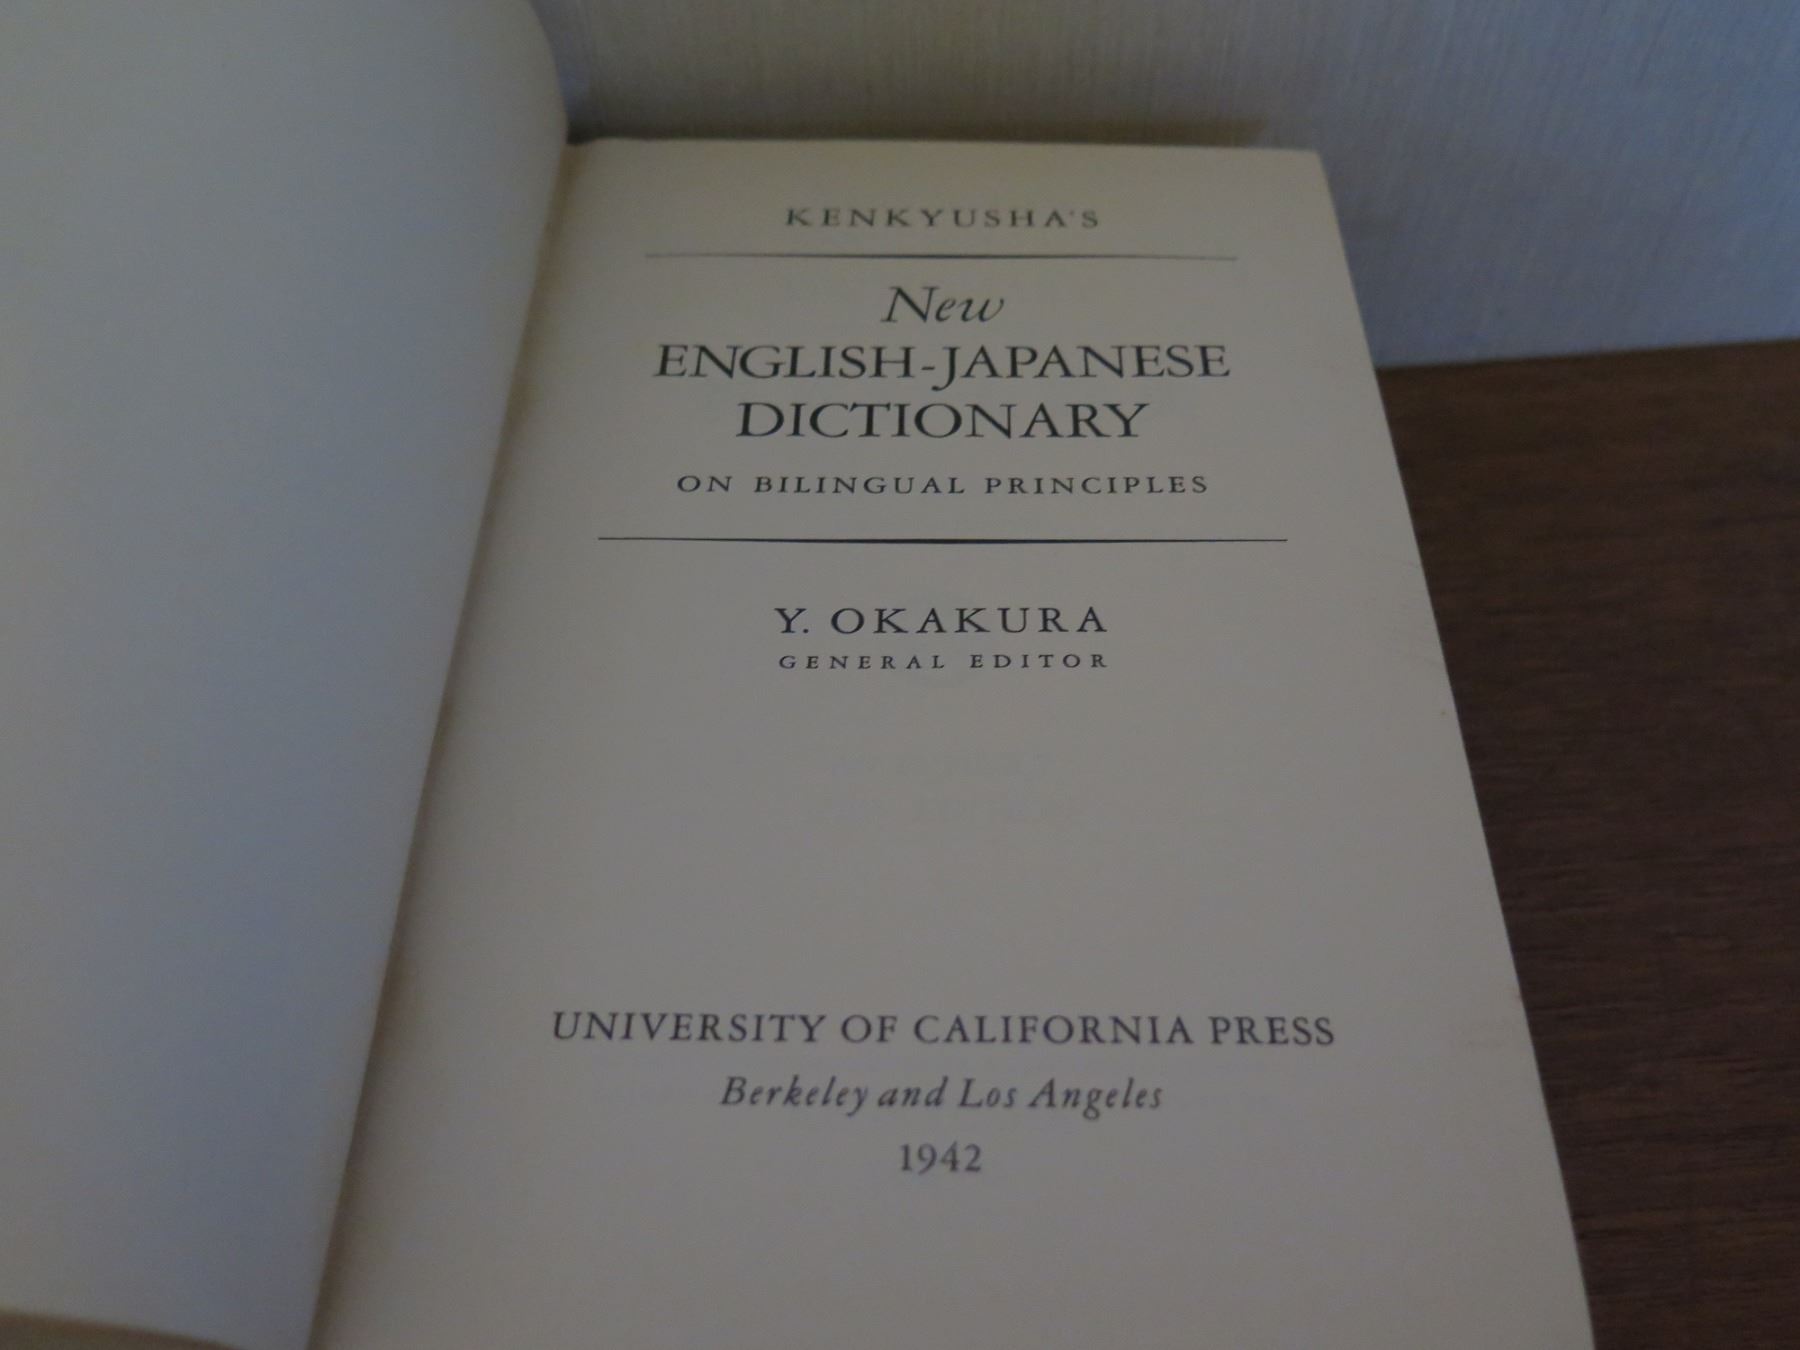 KENKYUSHA'S
New
ENGLISH-JAPANESE
DICTIONARY
ON BILINGUAL PRINCIPLES
Y. OKAKURA
GENERAL EDITOR
UNIVERSITY OF CALIFORNIA PRESS
Berkeley and Los Angeles
1942